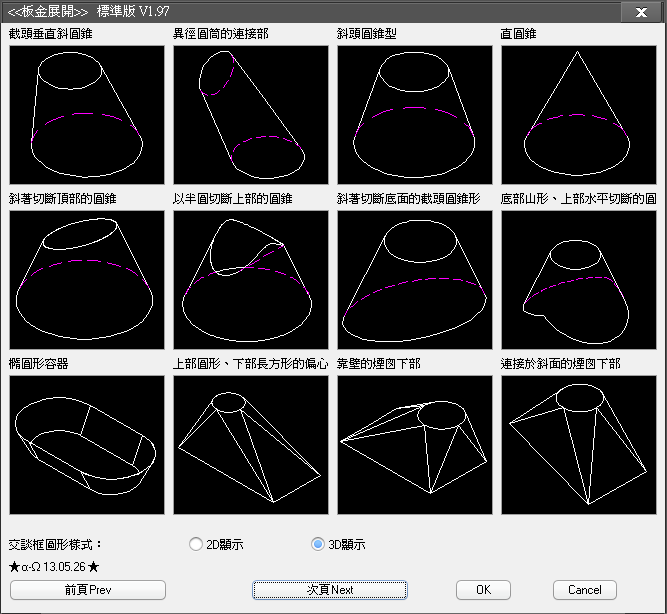 <<板金展開>> 標準版 V1.97
截頭垂直斜圓錐
異徑圓筒的連接部
斜頭圓錐型
直圓錐
斜著切斷頂部的圓錐
以半圓切斷上部的圓錐
斜著切斷底面的截頭圓錐形
底部山形、上部水平切斷的圓
橢圓形容器
上部圓形、下部長方形的偏心
靠壁的煙囪下部
連接於斜面的煙囪下部
交談框圖形樣式：
2D顯示
3D顯示
★α-Ω 13.05.26★
前頁Prev
次頁Next
OK
Cancel